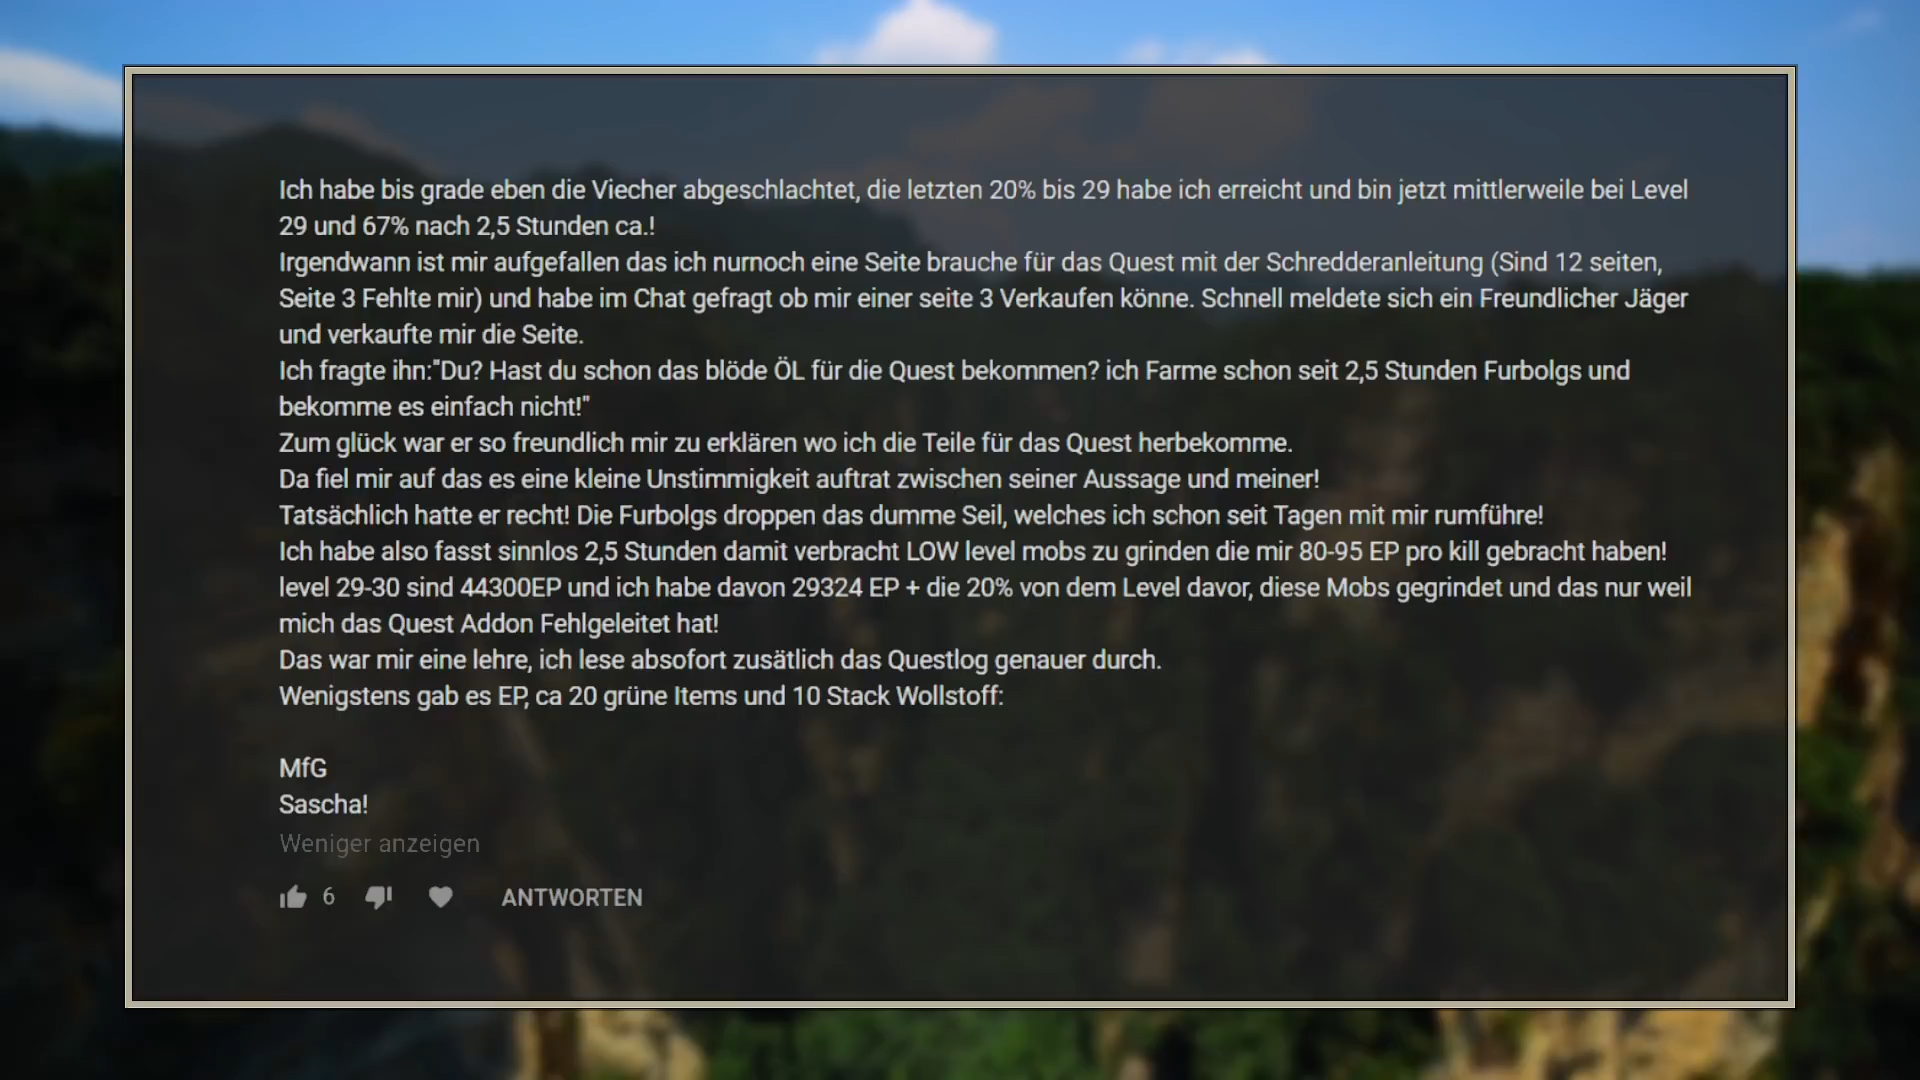 Ich habe bis grade eben die Viecher abgeschlachtet, die letzten 20% bis 29 habe ich erreicht und bin jetzt mittlerweile bei Level
29 und 67% nach 2,5 Stunden ca.!
Irgendwann ist mir aufgefallen das ich nurnoch eine Seite brauche für das Quest mit der Schredderanleitung (Sind 12 seiten,
Seite 3 Fehlte mir) und habe im Chat gefragt ob mir einer seite 3 Verkaufen könne. Schnell meldete sich ein Freundlicher Jäger
und verkaufte mir die Seite.
Ich fragte ihn:"Du? Hast du schon das blöde ÖL für die Quest bekommen? ich Farme schon seit 2,5 Stunden Furbolgs und
bekomme es einfach nicht!"
Zum glück war er so freundlich mir zu erklären wo ich die Teile für das Quest herbekomme.
Da fiel mir auf das es eine kleine Unstimmigkeit auftrat zwischen seiner Aussage und meiner!
Tatsächlich hatte er recht! Die Furbolgs droppen das dumme Seil, welches ich schon seit Tagen mit mir rumführe!
Ich habe also fasst sinnlos 2,5 Stunden damit verbracht LOW level mobs zu grinden die mir 80-95 EP pro kill gebracht haben!
level 29-30 sind 44300EP und ich habe davon 29324 EP + die 20% von dem Level davor, diese Mobs gegrindet und das nur weil
mich das Quest Addon Fehlgeleitet hat!
Das war mir eine lehre, ich lese absofort zusätlich das Questlog genauer durch.
Wenigstens gab es EP, ca 20 grüne Items und 10 Stack Wollstoff:
MfG
Sascha!
Weniger anzeigen
6 ANTWORTEN